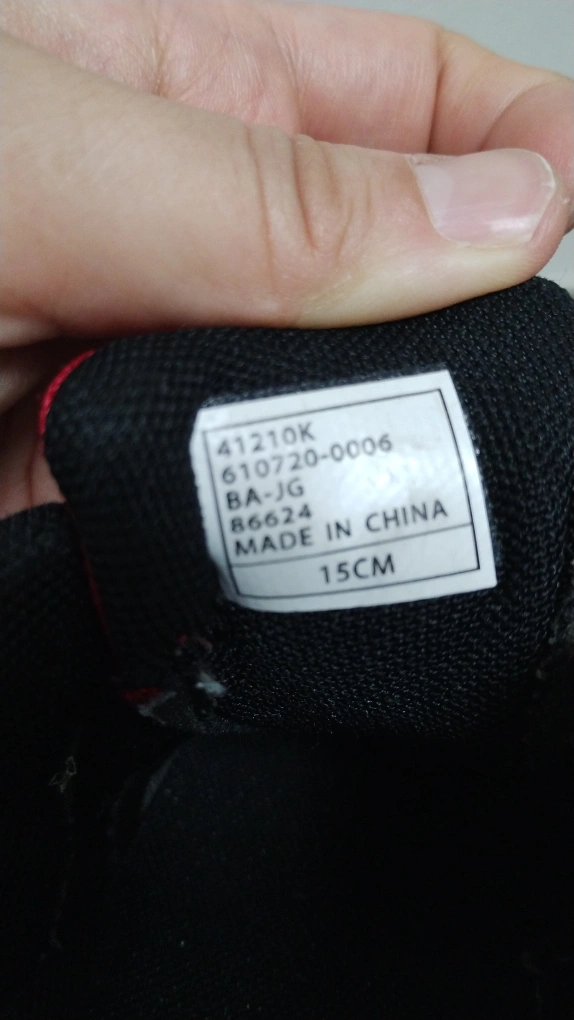 41210K
610720-0006
BA-JG
86624
MADE IN CHINA
15CM